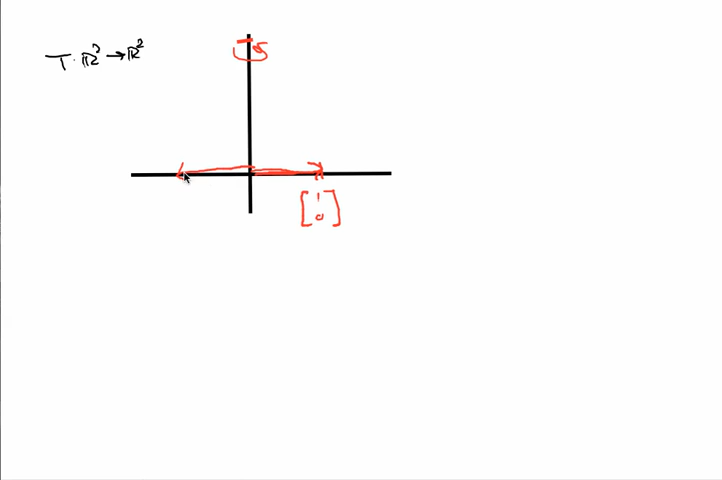 T: ℝ² → ℝ²
[1
0]